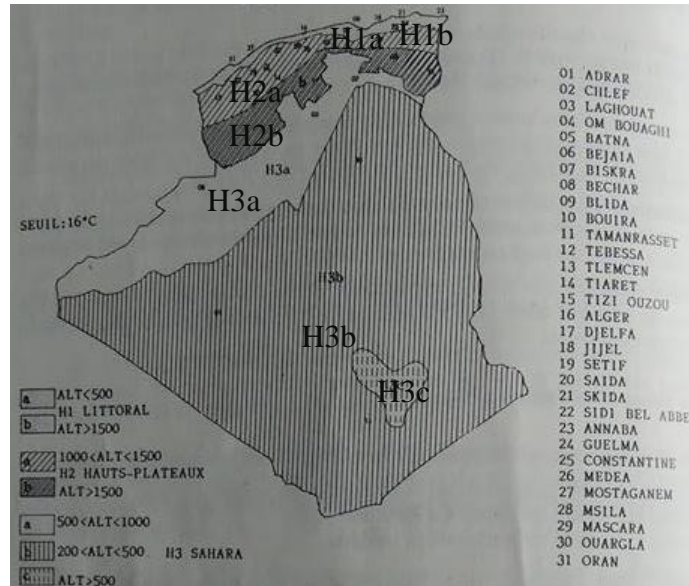 H1a H1b
H2a
H2b
H3a
H3a
SEUIL:16°C
H3b
H3b
H3c
a ALT<500
H1 LITTORAL
b ALT>1500
a 1000<ALT<1500
H2 HAUTS-PLATEAUX
b ALT>1500
a 500<ALT<1000
b 200<ALT<500 H3 SAHARA
c ALT>500
01 ADRAR
02 CHLEF
03 LAGHOUAT
04 OM BOUAGHI
05 BATNA
06 BEJAIA
07 BISKRA
08 BECHAR
09 BLIDA
10 BOUIRA
11 TAMANRASSET
12 TEBESSA
13 TLEMCEN
14 TIARET
15 TIZI OUZOU
16 ALGER
17 DJELFA
18 JIJEL
19 SETIF
20 SAIDA
21 SKIDA
22 SIDI BEL ABBE
23 ANNABA
24 GUELMA
25 CONSTANTINE
26 MEDEA
27 MOSTAGANEM
28 MSILA
29 MASCARA
30 OUARGLA
31 ORAN